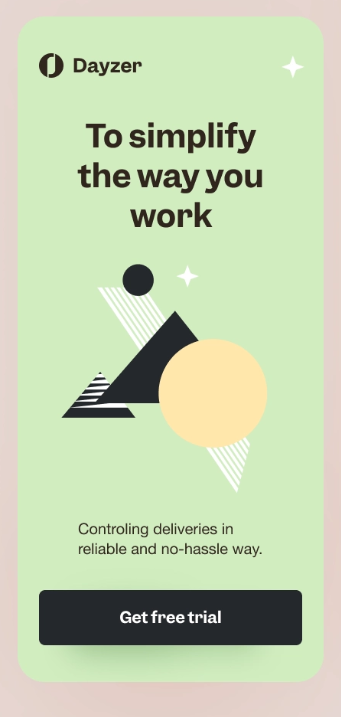 Dayzer
To simplify
the way you
work
Controling deliveries in
reliable and no-hassle way.
Get free trial